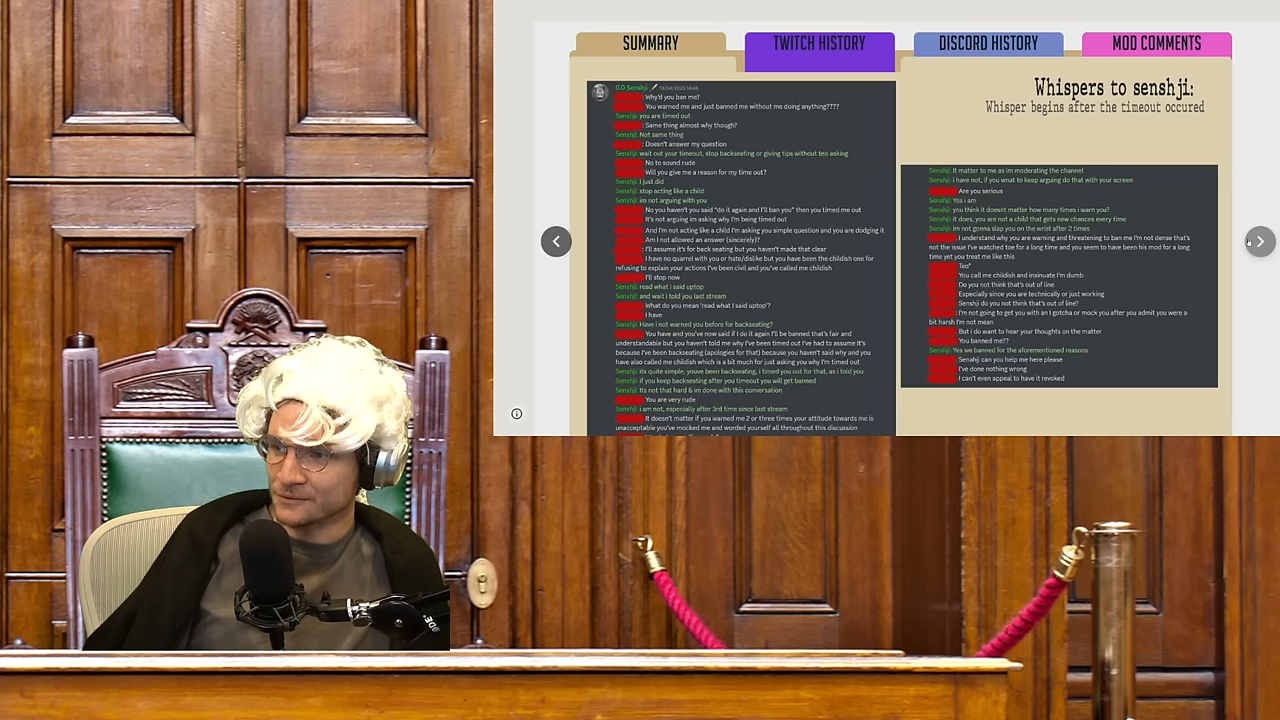 SUMMARY
TWITCH HISTORY
DISCORD HISTORY
MOD COMMENTS
0.0 Senshji 13/04/2023 14:46
: Why'd you ban me?
You warned me and just banned me without me doing anything????
Senshji: you are timed out
: Same thing almost why though?
Senshji: Not same thing
: Doesn't answer my question
Senshji: wait out your timeout, stop backseating or giving tips without teo asking
No to sound rude
Will you give me a reason for my time out?
Senshji: I just did
Senshji: stop acting like a child
Senshji: im not arguing with you
No you haven't you said "do it again and I'll ban you" then you timed me out
It's not arguing im asking why I'm being timed out
And I'm not acting like a child I'm asking you simple question and you are dodging it
Am I not allowed an answer (sincerely)?
I'll assume it's for back seating but you haven't made that clear
I have no quarrel with you or hate/dislike but you have been the childish one for
refusing to explain your actions I've been civil and you've called me childish
I'll stop now
Senshji: read what i said uptop
Senshji: and wait i told you last stream
What do you mean 'read what I said uptop'?
I have
Senshji: Have i not warned you before for backseating?
You have and you've now said if I do it again I'll be banned that's fair and
understandable but you haven't told me why I've been timed out I've had to assume it's
because I've been backseating (apologies for that) because you haven't said why and you
have also called me childish which is a bit much for just asking you why I'm timed out
Senshji: its quite simple, youve been backseating, i timed you out for that, as i told you
Senshji: if you keep backseating after you timeout you will get banned
Senshji: Its not that hard & im done with this conversation
You are very rude
Senshji: i am not, especially after 3rd time since last stream
It doesn't matter if you warned me 2 or three times your attitude towards me is
unacceptable you've mocked me and worded yourself all throughout this discussion
Whispers to senshji:
Whisper begins after the timeout occured
Senshji: It matter to me as im moderating the channel
Senshji: i have not, if you wnat to keep arguing do that with your screen
Are you serious
Senshji: Yes i am
Senshji: you think it doesnt matter how many times i warn you?
Senshji: it does, you are not a child that gets new chances every time
Senshji: im not gonna slap you on the wrist after 2 times
: I understand why you are warning and threatening to ban me I'm not dense that's
not the issue I've watched toe for a long time and you seem to have been his mod for a long
time yet you treat me like this
Teo*
You call me childish and insinuate I'm dumb
Do you not think that's out of line
Especially since you are technically or just working
Senshji do you not think that's out of line?
: I'm not going to get you with an I gotcha or mock you after you admit you were a
bit harsh I'm not mean
But i do want to hear your thoughts on the matter
You banned me??
Senshji: Yes we banned for the aforementioned reasons
Senahji can you help me here please
I've done nothing wrong
I can't even appeal to have it revoked